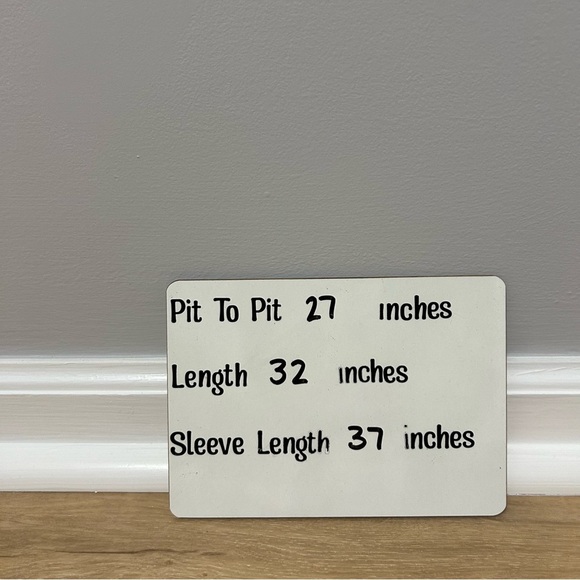 Pit To Pit 27 inches
Length 32 inches
Sleeve Length 37 inches